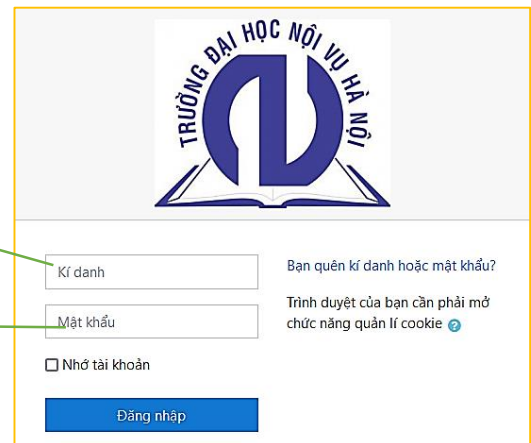 TRƯỜNG ĐẠI HỌC NỘI VỤ HÀ NỘI
Kí danh
Mật khẩu
Nhớ tài khoản
Đăng nhập
Bạn quên kí danh hoặc mật khẩu?
Trình duyệt của bạn cần phải mở
chức năng quản lí cookie